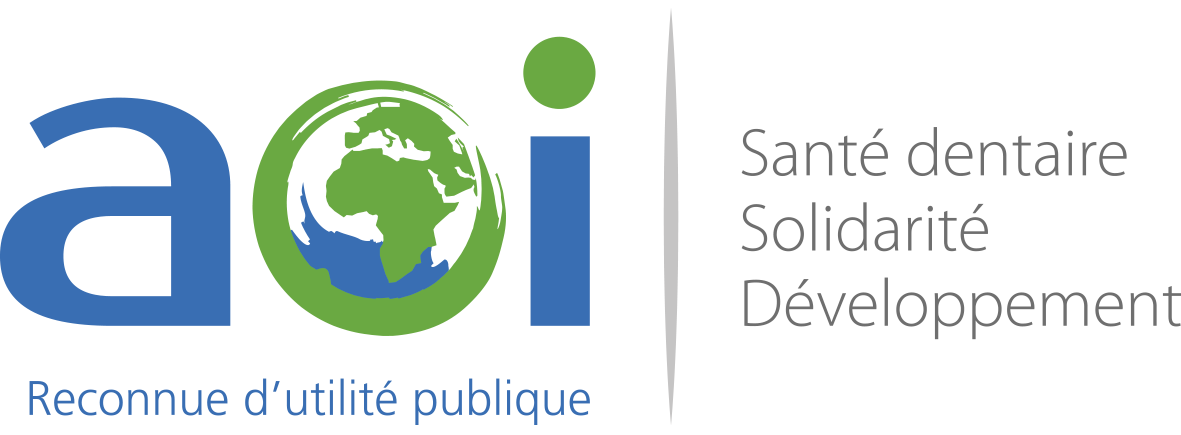 aoi
Reconnue d’utilité publique
Santé dentaire
Solidarité
Développement